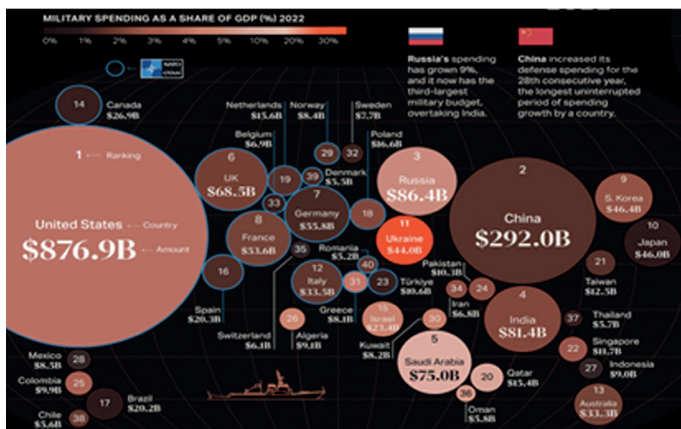 MILITARY SPENDING AS A SHARE OF GDP (%) 2022
0% 1% 2% 3% 5% 10% 20% 30%
NATO
Russia's spending
has grown 9%,
and it now has the
third-largest
military budget,
overtaking India.
China increased its
defense spending for the
28th consecutive year,
the longest uninterrupted
period of spending
growth by a country.
14
Canada
$26.9B
1 Ranking
United States Country
$876.9B Amount
Netherlands
$15.6B
Norway
$8.4B
Sweden
$7.7B
Belgium
$6.9B
Poland
$16.6B
29
32
6
UK
$68.5B
19
39
Denmark
$5.5B
33
7
Germany
$55.8B
18
3
Russia
$86.4B
2
China
$292.0B
9
S. Korea
$46.4B
8
France
$53.6B
35
11
Ukraine
$44.0B
10
Japan
$46.0B
Romania
$5.2B
40
16
Spain
$20.3B
12
Italy
$33.5B
31
23
Türkiye
$10.6B
Pakistan
$10.3B
21
Taiwan
$12.5B
34
24
Iran
$6.8B
4
India
$81.4B
Greece
$8.1B
Switzerland
$6.1B
26
Algeria
$9.1B
15
Israel
$23.4B
30
Kuwait
$8.2B
37
Thailand
$5.7B
5
Saudi Arabia
$75.0B
22
Singapore
$11.7B
Mexico
$8.5B
28
Colombia
$9.9B
25
20
Qatar
$15.4B
27
Indonesia
$9.0B
17
Brazil
$20.2B
36
Oman
$5.8B
13
Australia
$33.3B
Chile
$5.6B
38